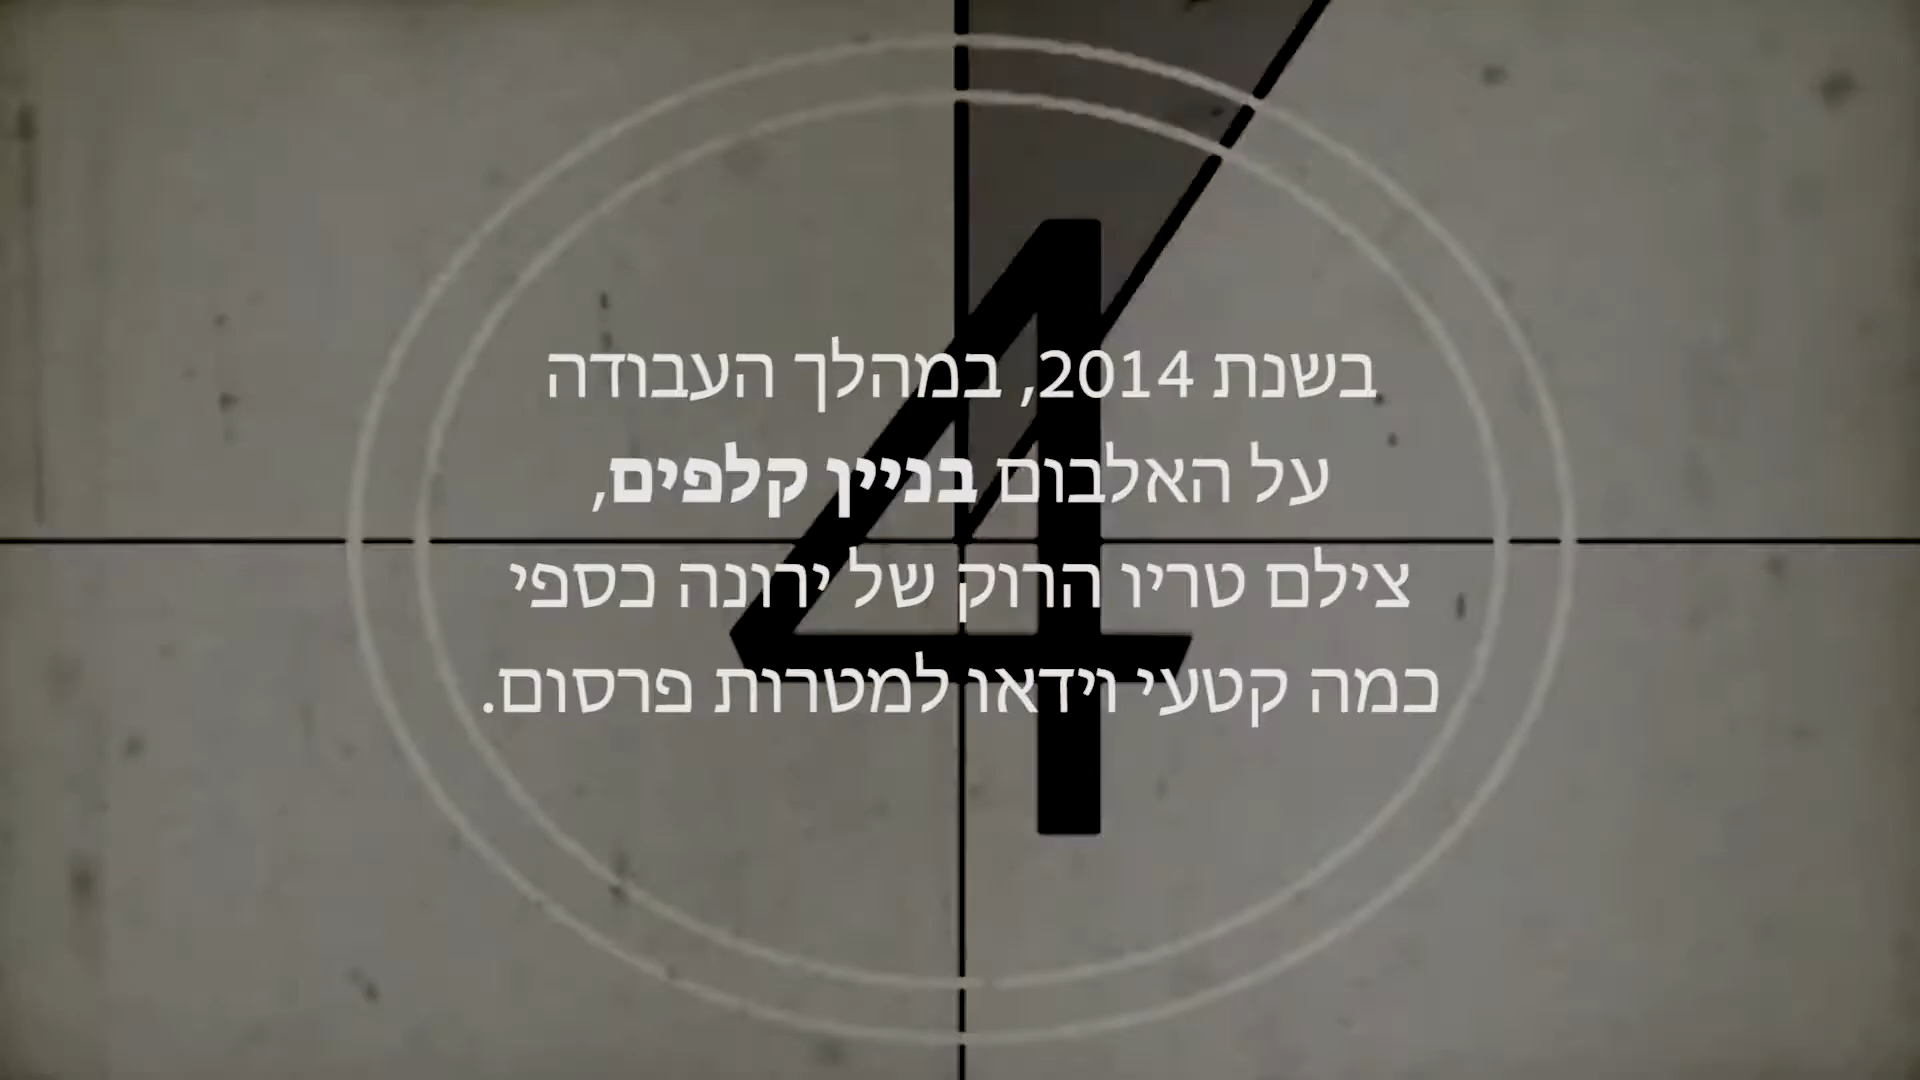 4
בשנת 2014, במהלך העבודה
על האלבום בניין קלפים,
צילם טריו הרוק של ירונה כספי
כמה קטעי וידאו למטרות פרסום.